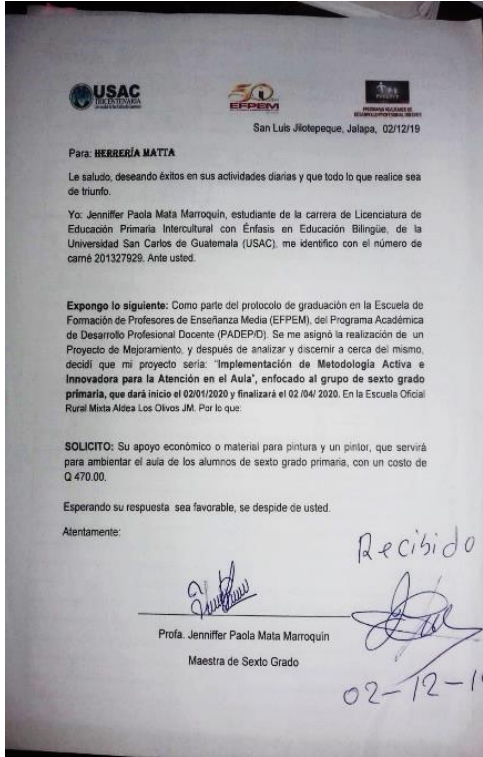 USAC
TRICENTENARIA
50
EFPEM
San Luis Jilotepeque, Jalapa, 02/12/19
Para: HERRERÍA MATTA
Le saludo, deseando éxitos en sus actividades diarias y que todo lo que realice sea
de triunfo.
Yo: Jenniffer Paola Mata Marroquín, estudiante de la carrera de Licenciatura de
Educación Primaria Intercultural con Énfasis en Educación Bilingüe, de la
Universidad San Carlos de Guatemala (USAC), me identifico con el número de
carné 201327929. Ante usted.
Expongo lo siguiente: Como parte del protocolo de graduación en la Escuela de
Formación de Profesores de Enseñanza Media (EFPEM), del Programa Académica
de Desarrollo Profesional Docente (PADEP/D). Se me asignó la realización de un
Proyecto de Mejoramiento, y después de analizar y discernir a cerca del mismo,
decidí que mi proyecto sería: "Implementación de Metodología Activa e
Innovadora para la Atención en el Aula", enfocado al grupo de sexto grado
primaria, que dará inicio el 02/01/2020 y finalizará el 02 /04/ 2020. En la Escuela Oficial
Rural Mixta Aldea Los Olivos JM. Por lo que:
SOLICITO: Su apoyo económico o material para pintura y un pintor, que servirá
para ambientar el aula de los alumnos de sexto grado primaria, con un costo de
Q 470.00.
Esperando su respuesta sea favorable, se despide de usted.
Atentamente:
Recibido
Profa. Jenniffer Paola Mata Marroquín
Maestra de Sexto Grado
02-12-1